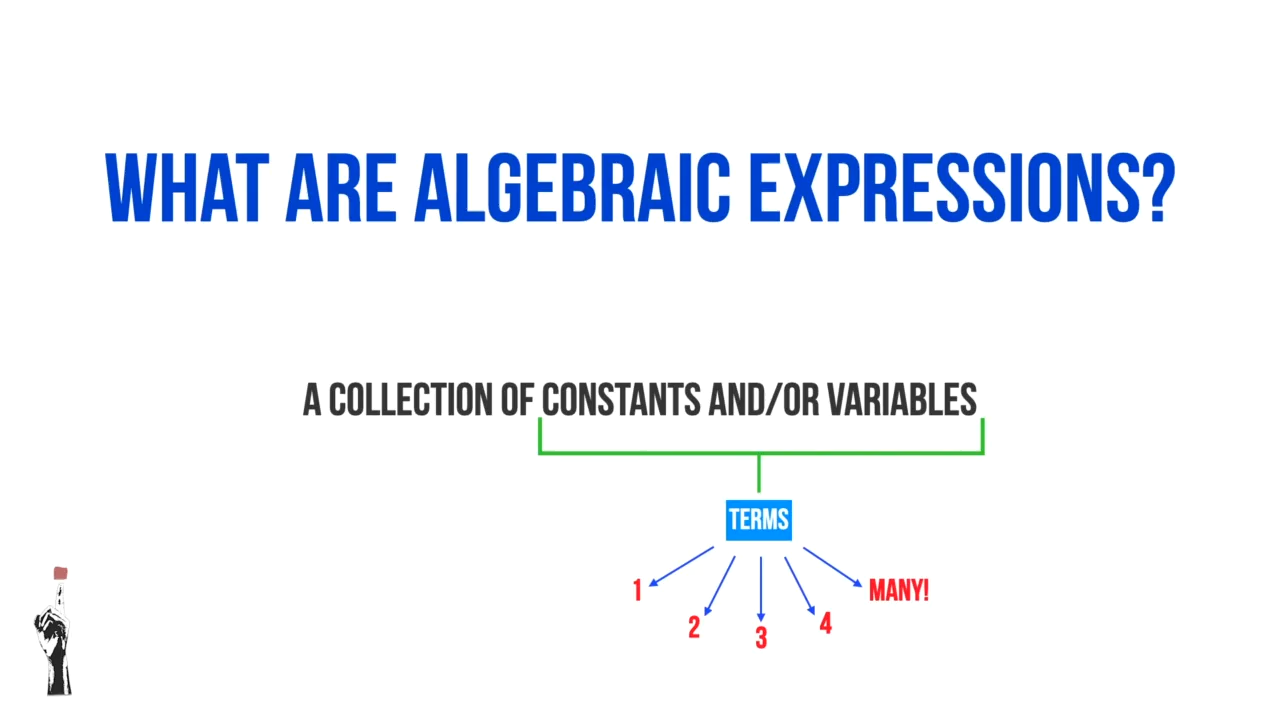 WHAT ARE ALGEBRAIC EXPRESSIONS?
A COLLECTION OF CONSTANTS AND/OR VARIABLES
TERMS
1
2
3
4
MANY!